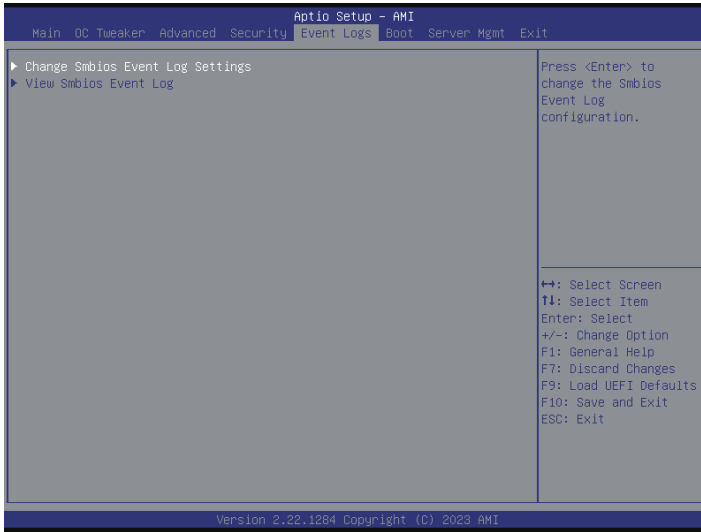 Aptio Setup – AMI
Main OC Tweaker Advanced Security Event Logs Boot Server Mgmt Exit
Change Smbios Event Log Settings
View Smbios Event Log
Press <Enter> to
change the Smbios
Event Log
configuration.
↔: Select Screen
↑↓: Select Item
Enter: Select
+/-: Change Option
F1: General Help
F7: Discard Changes
F9: Load UEFI Defaults
F10: Save and Exit
ESC: Exit
Version 2.22.1284 Copyright (C) 2023 AMI